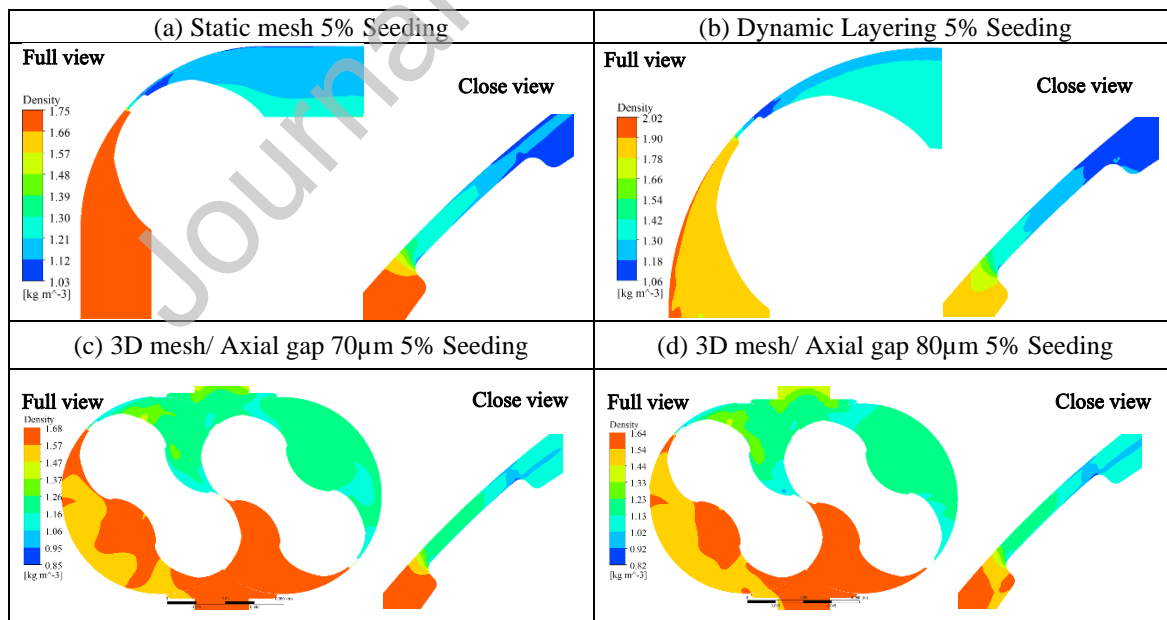 (a) Static mesh 5% Seeding
(b) Dynamic Layering 5% Seeding
Full view
Close view
Density
1.75
1.66
1.57
1.48
1.39
1.30
1.21
1.12
1.03
[kg m^-3]
Full view
Close view
Density
2.02
1.90
1.78
1.66
1.54
1.42
1.30
1.18
1.06
[kg m^-3]
(c) 3D mesh/ Axial gap 70µm 5% Seeding
(d) 3D mesh/ Axial gap 80µm 5% Seeding
Full view
Close view
Density
1.68
1.57
1.47
1.37
1.26
1.16
1.06
0.95
0.85
[kg m^-3]
Full view
Close view
Density
1.64
1.54
1.44
1.33
1.23
1.13
1.02
0.92
0.82
[kg m^-3]
Journal